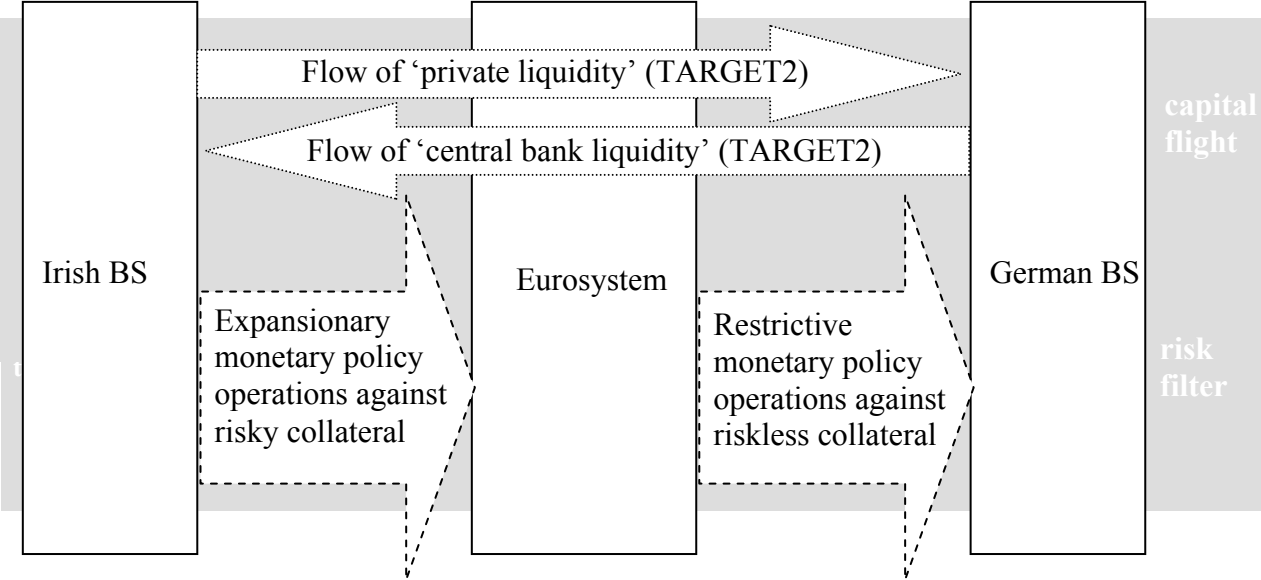 Flow of ‘private liquidity’ (TARGET2)
capital
flight
Flow of ‘central bank liquidity’ (TARGET2)
Irish BS
Eurosystem
German BS
Expansionary
monetary policy
operations against
risky collateral
Restrictive
monetary policy
operations against
riskless collateral
risk
filter
t